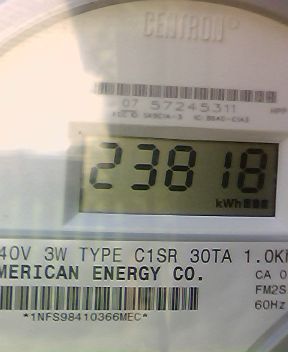 CENTRON®
07 57245311
23818
kWh
40V 3W TYPE C1SR 30TA 1.0K
MERICAN ENERGY CO.
CA 0
FM2S
60Hz
*1NFS98410366MEC*